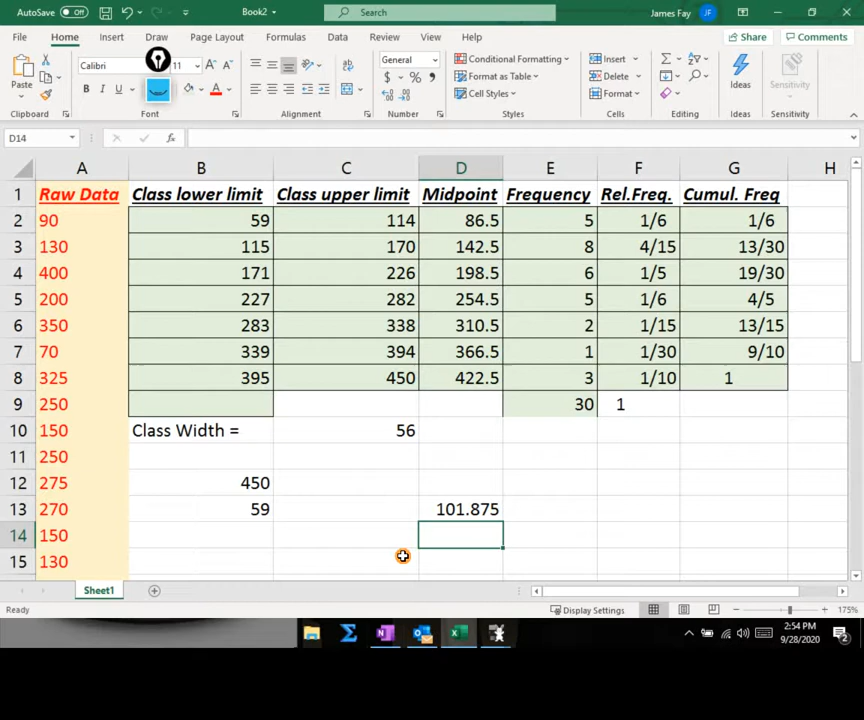 AutoSave Off Book2 Search James Fay JF
File Home Insert Draw Page Layout Formulas Data Review View Help Share Comments
Paste Calibri 11 A A ab General Conditional Formatting Insert Σ Ideas Sensitivity
B I U A $ % 9 Format as Table Delete
Cell Styles Format
Clipboard Font Alignment Number Styles Cells Editing Ideas Sensitivity
D14 fx
A B C D E F G H
1 Raw Data Class lower limit Class upper limit Midpoint Frequency Rel.Freq. Cumul. Freq
2 90 59 114 86.5 5 1/6 1/6
3 130 115 170 142.5 8 4/15 13/30
4 400 171 226 198.5 6 1/5 19/30
5 200 227 282 254.5 5 1/6 4/5
6 350 283 338 310.5 2 1/15 13/15
7 70 339 394 366.5 1 1/30 9/10
8 325 395 450 422.5 3 1/10 1
9 250 30 1
10 150 Class Width = 56
11 250
12 275 450
13 270 59 101.875
14 150
15 130
Sheet1
Ready Display Settings 175%
2:54 PM
9/28/2020 2